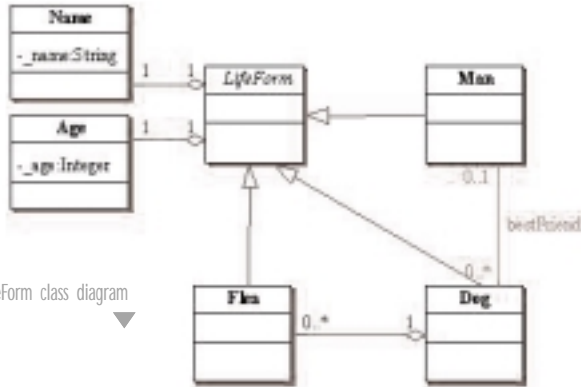 Name
- _name:String
1 1
LifeForm
Man
Age
- _age:Integer
1 1
0..1
bestFriend
0..*
Form class diagram
Flea
0..*
1
Dog